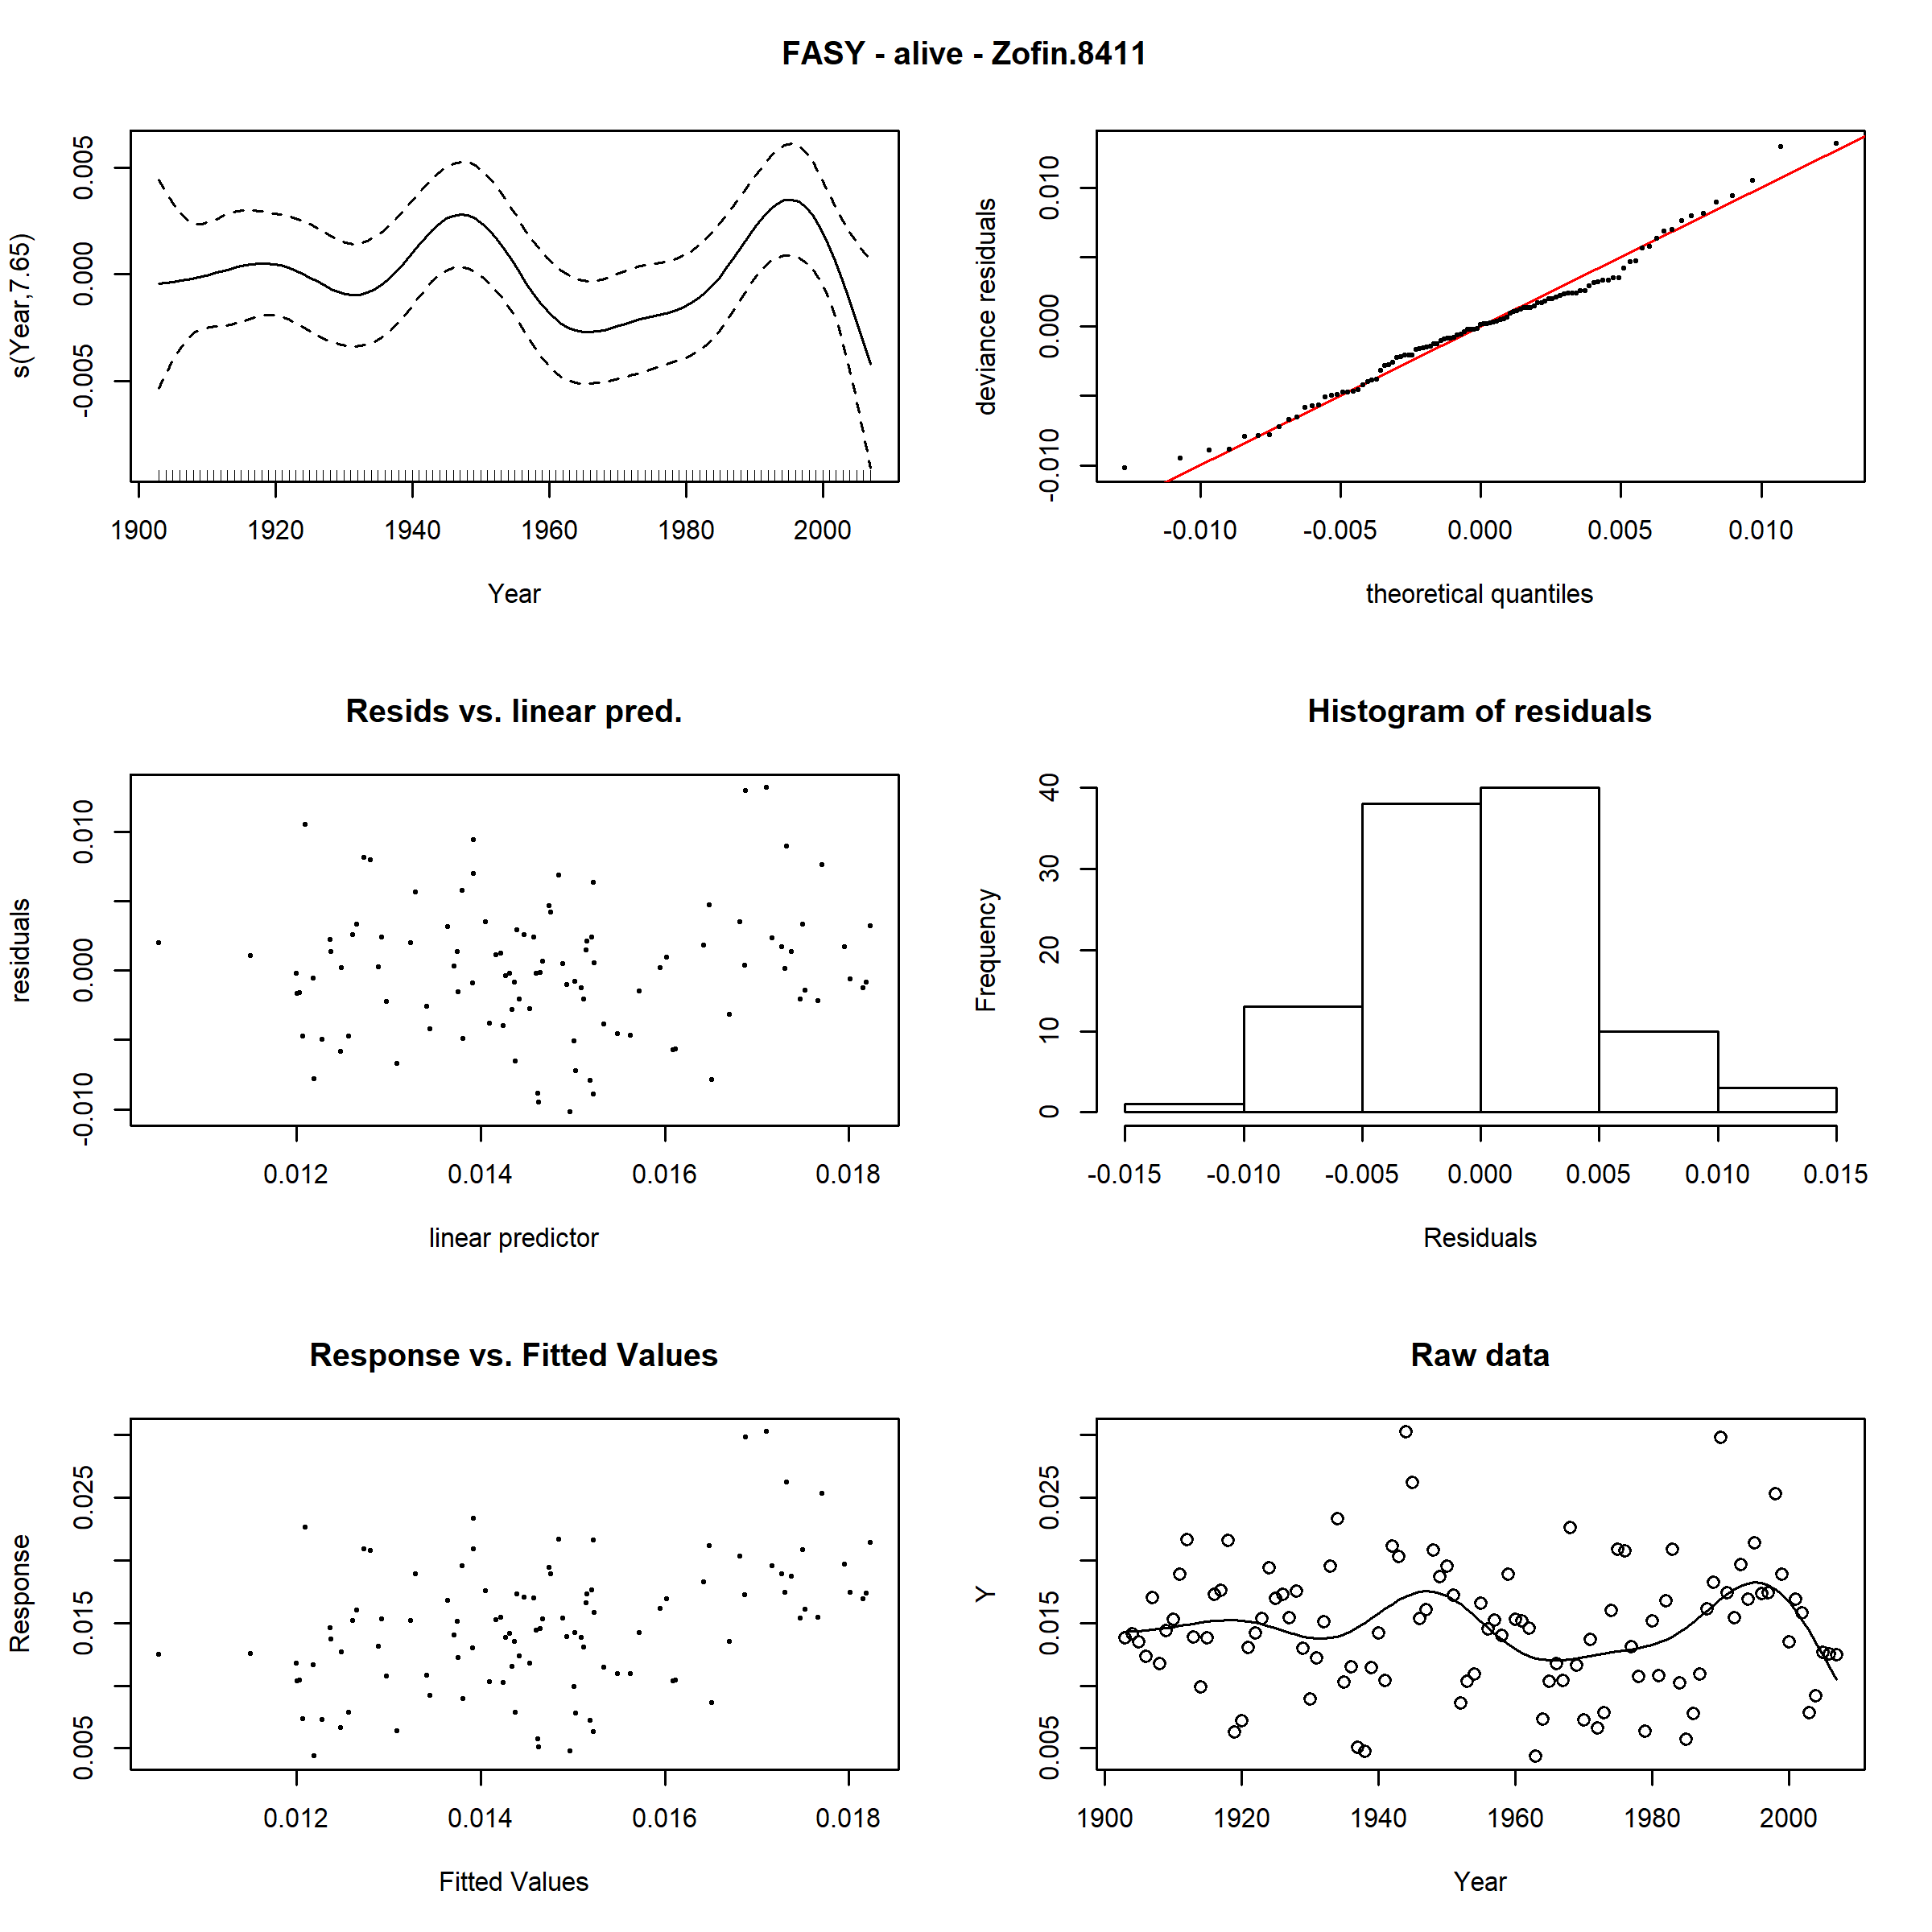 FASY - alive - Zofin.8411
s(Year,7.65)
0.005
0.000
-0.005
1900 1920 1940 1960 1980 2000
Year
deviance residuals
0.010
0.000
-0.010
-0.010 -0.005 0.000 0.005 0.010
theoretical quantiles
Resids vs. linear pred.
residuals
0.010
0.000
-0.010
0.012 0.014 0.016 0.018
linear predictor
Histogram of residuals
Frequency
40
30
20
10
0
-0.015 -0.010 -0.005 0.000 0.005 0.010 0.015
Residuals
Response vs. Fitted Values
Response
0.025
0.015
0.005
0.012 0.014 0.016 0.018
Fitted Values
Raw data
Y
0.025
0.015
0.005
1900 1920 1940 1960 1980 2000
Year